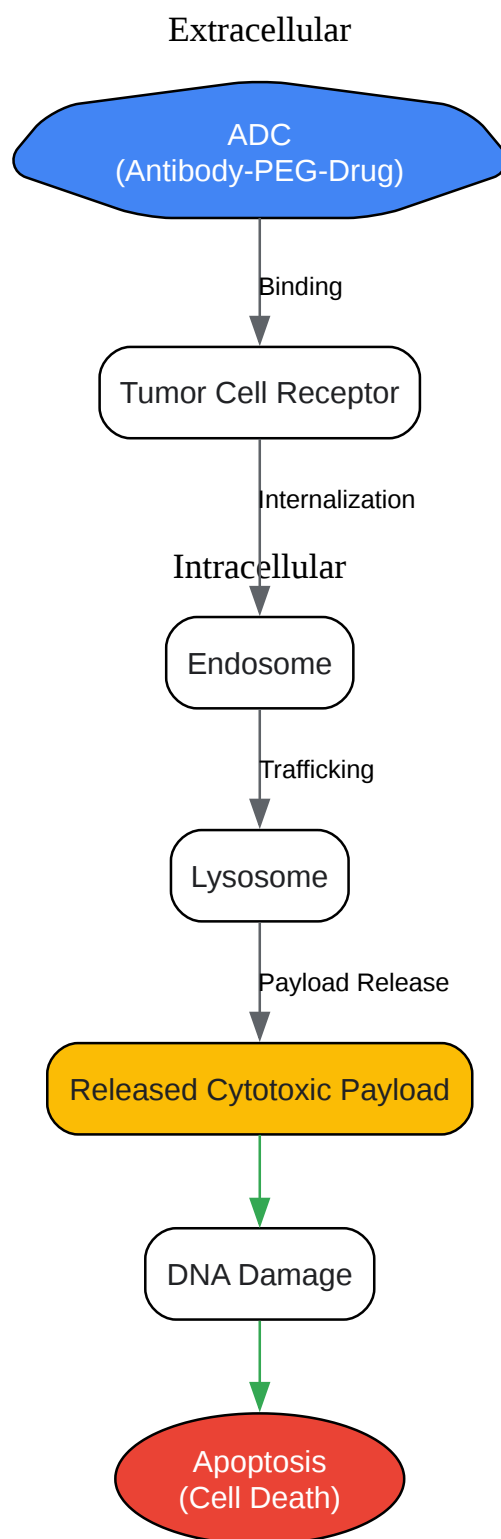 Extracellular
ADC
(Antibody-PEG-Drug)
Binding
Tumor Cell Receptor
Internalization
Intracellular
Endosome
Trafficking
Lysosome
Payload Release
Released Cytotoxic Payload
DNA Damage
Apoptosis
(Cell Death)